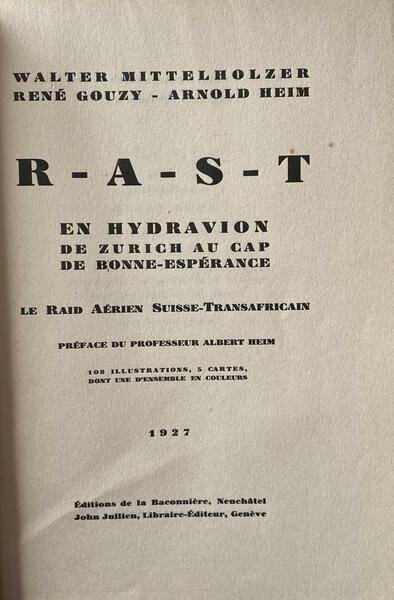 WALTER MITTELHOLZER
RENÉ GOUZY - ARNOLD HEIM
R-A-S-T
EN HYDRAVION
DE ZURICH AU CAP
DE BONNE-ESPÉRANCE
LE RAID AÉRIEN SUISSE-TRANSAFRICAIN
PRÉFACE DU PROFESSEUR ALBERT HEIM
108 ILLUSTRATIONS, 5 CARTES,
DONT UNE D'ENSEMBLE EN COULEURS
1927
Éditions de la Baconnière, Neuchâtel
John Jullien, Libraire-Éditeur, Genève